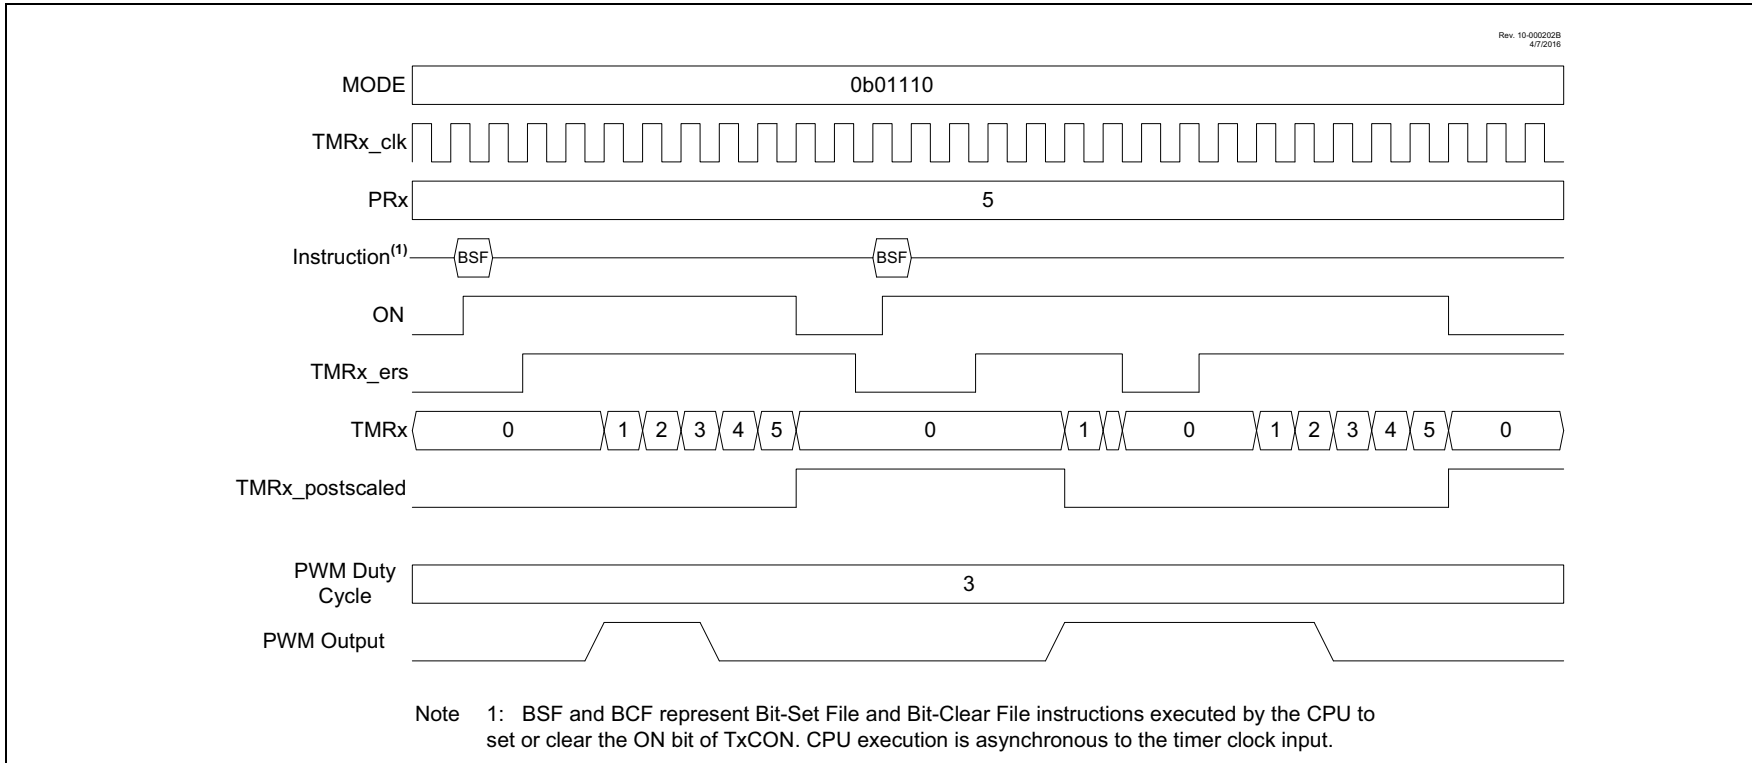 Rev. 10-000202B
4/7/2016
MODE 0b01110
TMRx_clk
PRx 5
Instruction(1) BSF BSF
ON
TMRx_ers
TMRx 0 1 2 3 4 5 0 1 0 1 2 3 4 5 0
TMRx_postscaled
PWM Duty
Cycle 3
PWM Output
Note 1: BSF and BCF represent Bit-Set File and Bit-Clear File instructions executed by the CPU to
set or clear the ON bit of TxCON. CPU execution is asynchronous to the timer clock input.